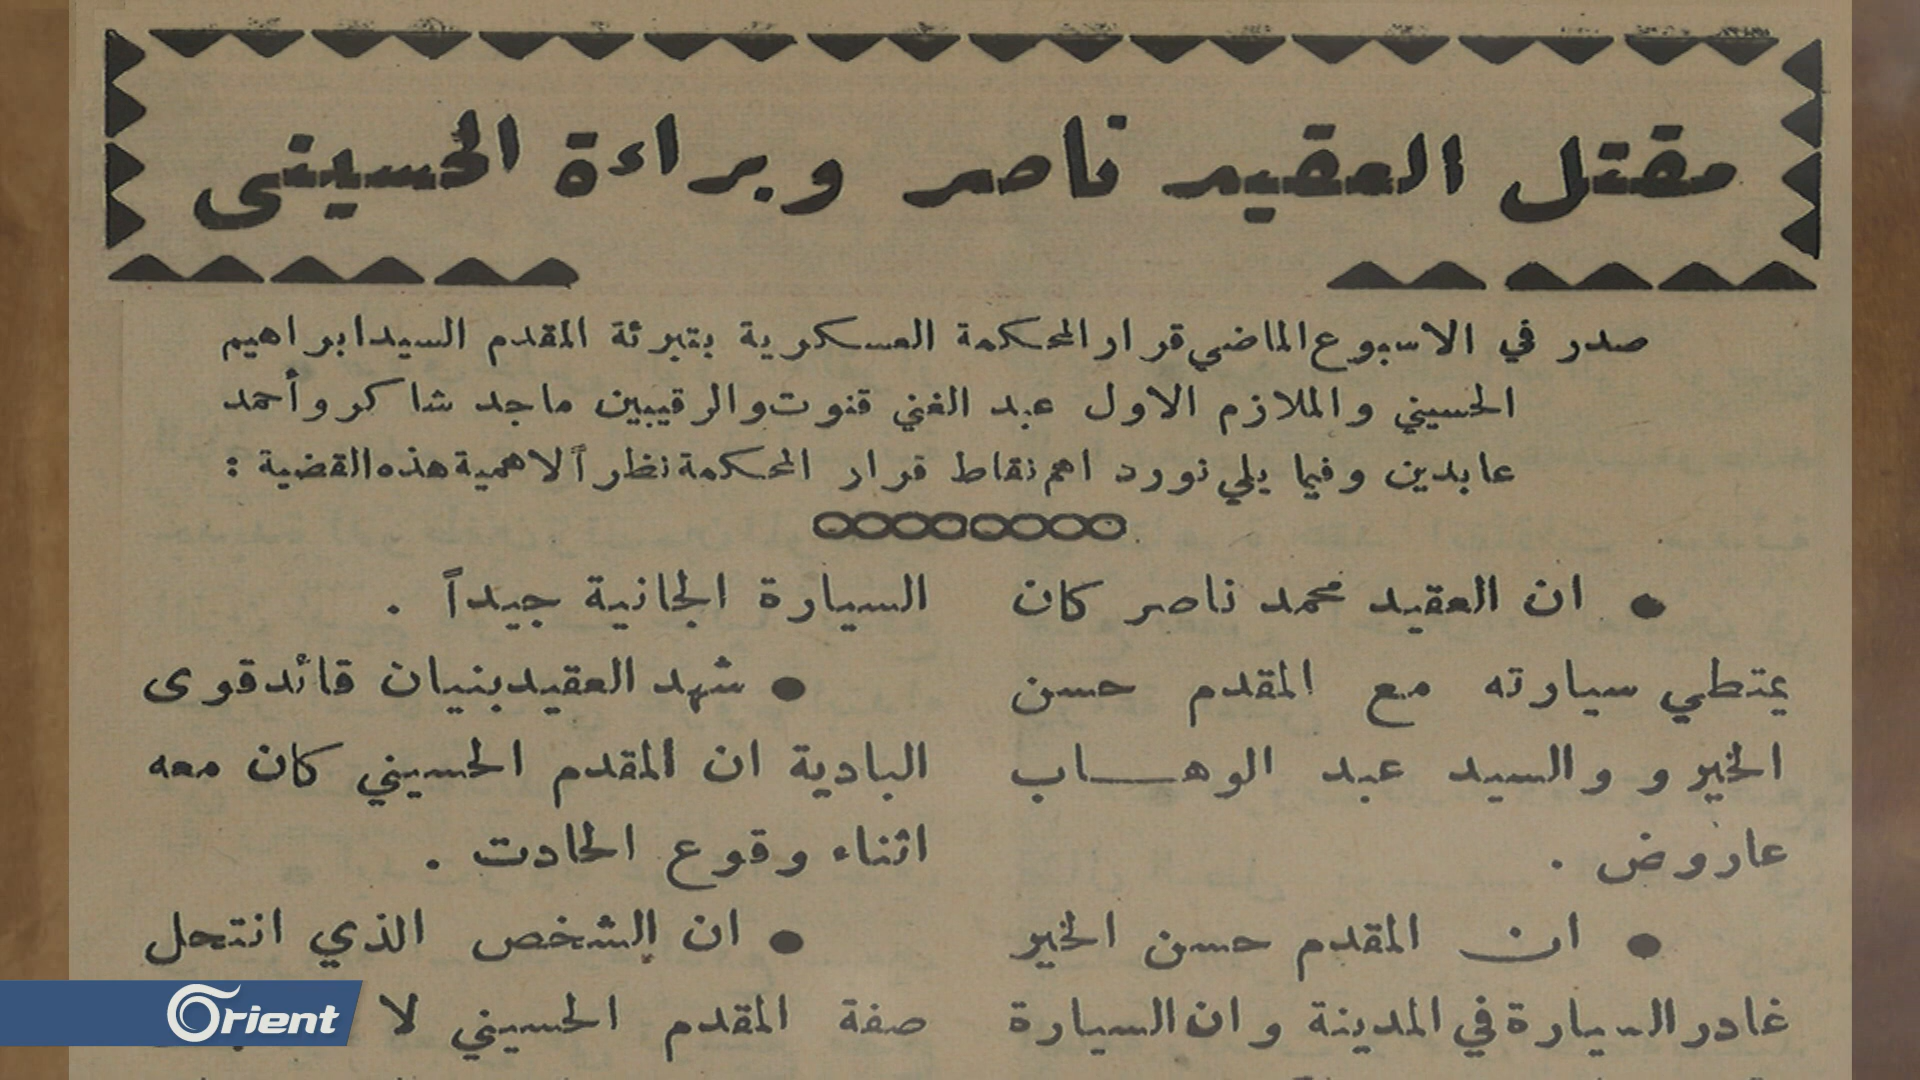 مقتل العقيد ناصر وبراءة الحسيني
صدر في الاسبوع الماضي قرار المحكمة العسكرية بتبرئة المقدم السيد ابراهيم
الحسيني والملازم الاول عبد الغني قنوت والرقيبين ماجد شاكر وأحمد
عابدين وفيما يلي نورد اهم نقاط قرار المحكمة نظراً لاهمية هذه القضية :
● ان العقيد محمد ناصر كان
يمتطي سيارته مع المقدم حسن
الخير و والسيد عبد الوهــاب
عاروض .
● ان المقدم حسن الخير
غادر السيارة في المدينة وان السيارة
السيارة الجانية جيداً .
● شهد العقيد بنيان قائد قوى
البادية ان المقدم الحسيني كان معه
اثناء وقوع الحادت .
● ان الشخص الذي انتحل
صفة المقدم الحسيني لا
Orient